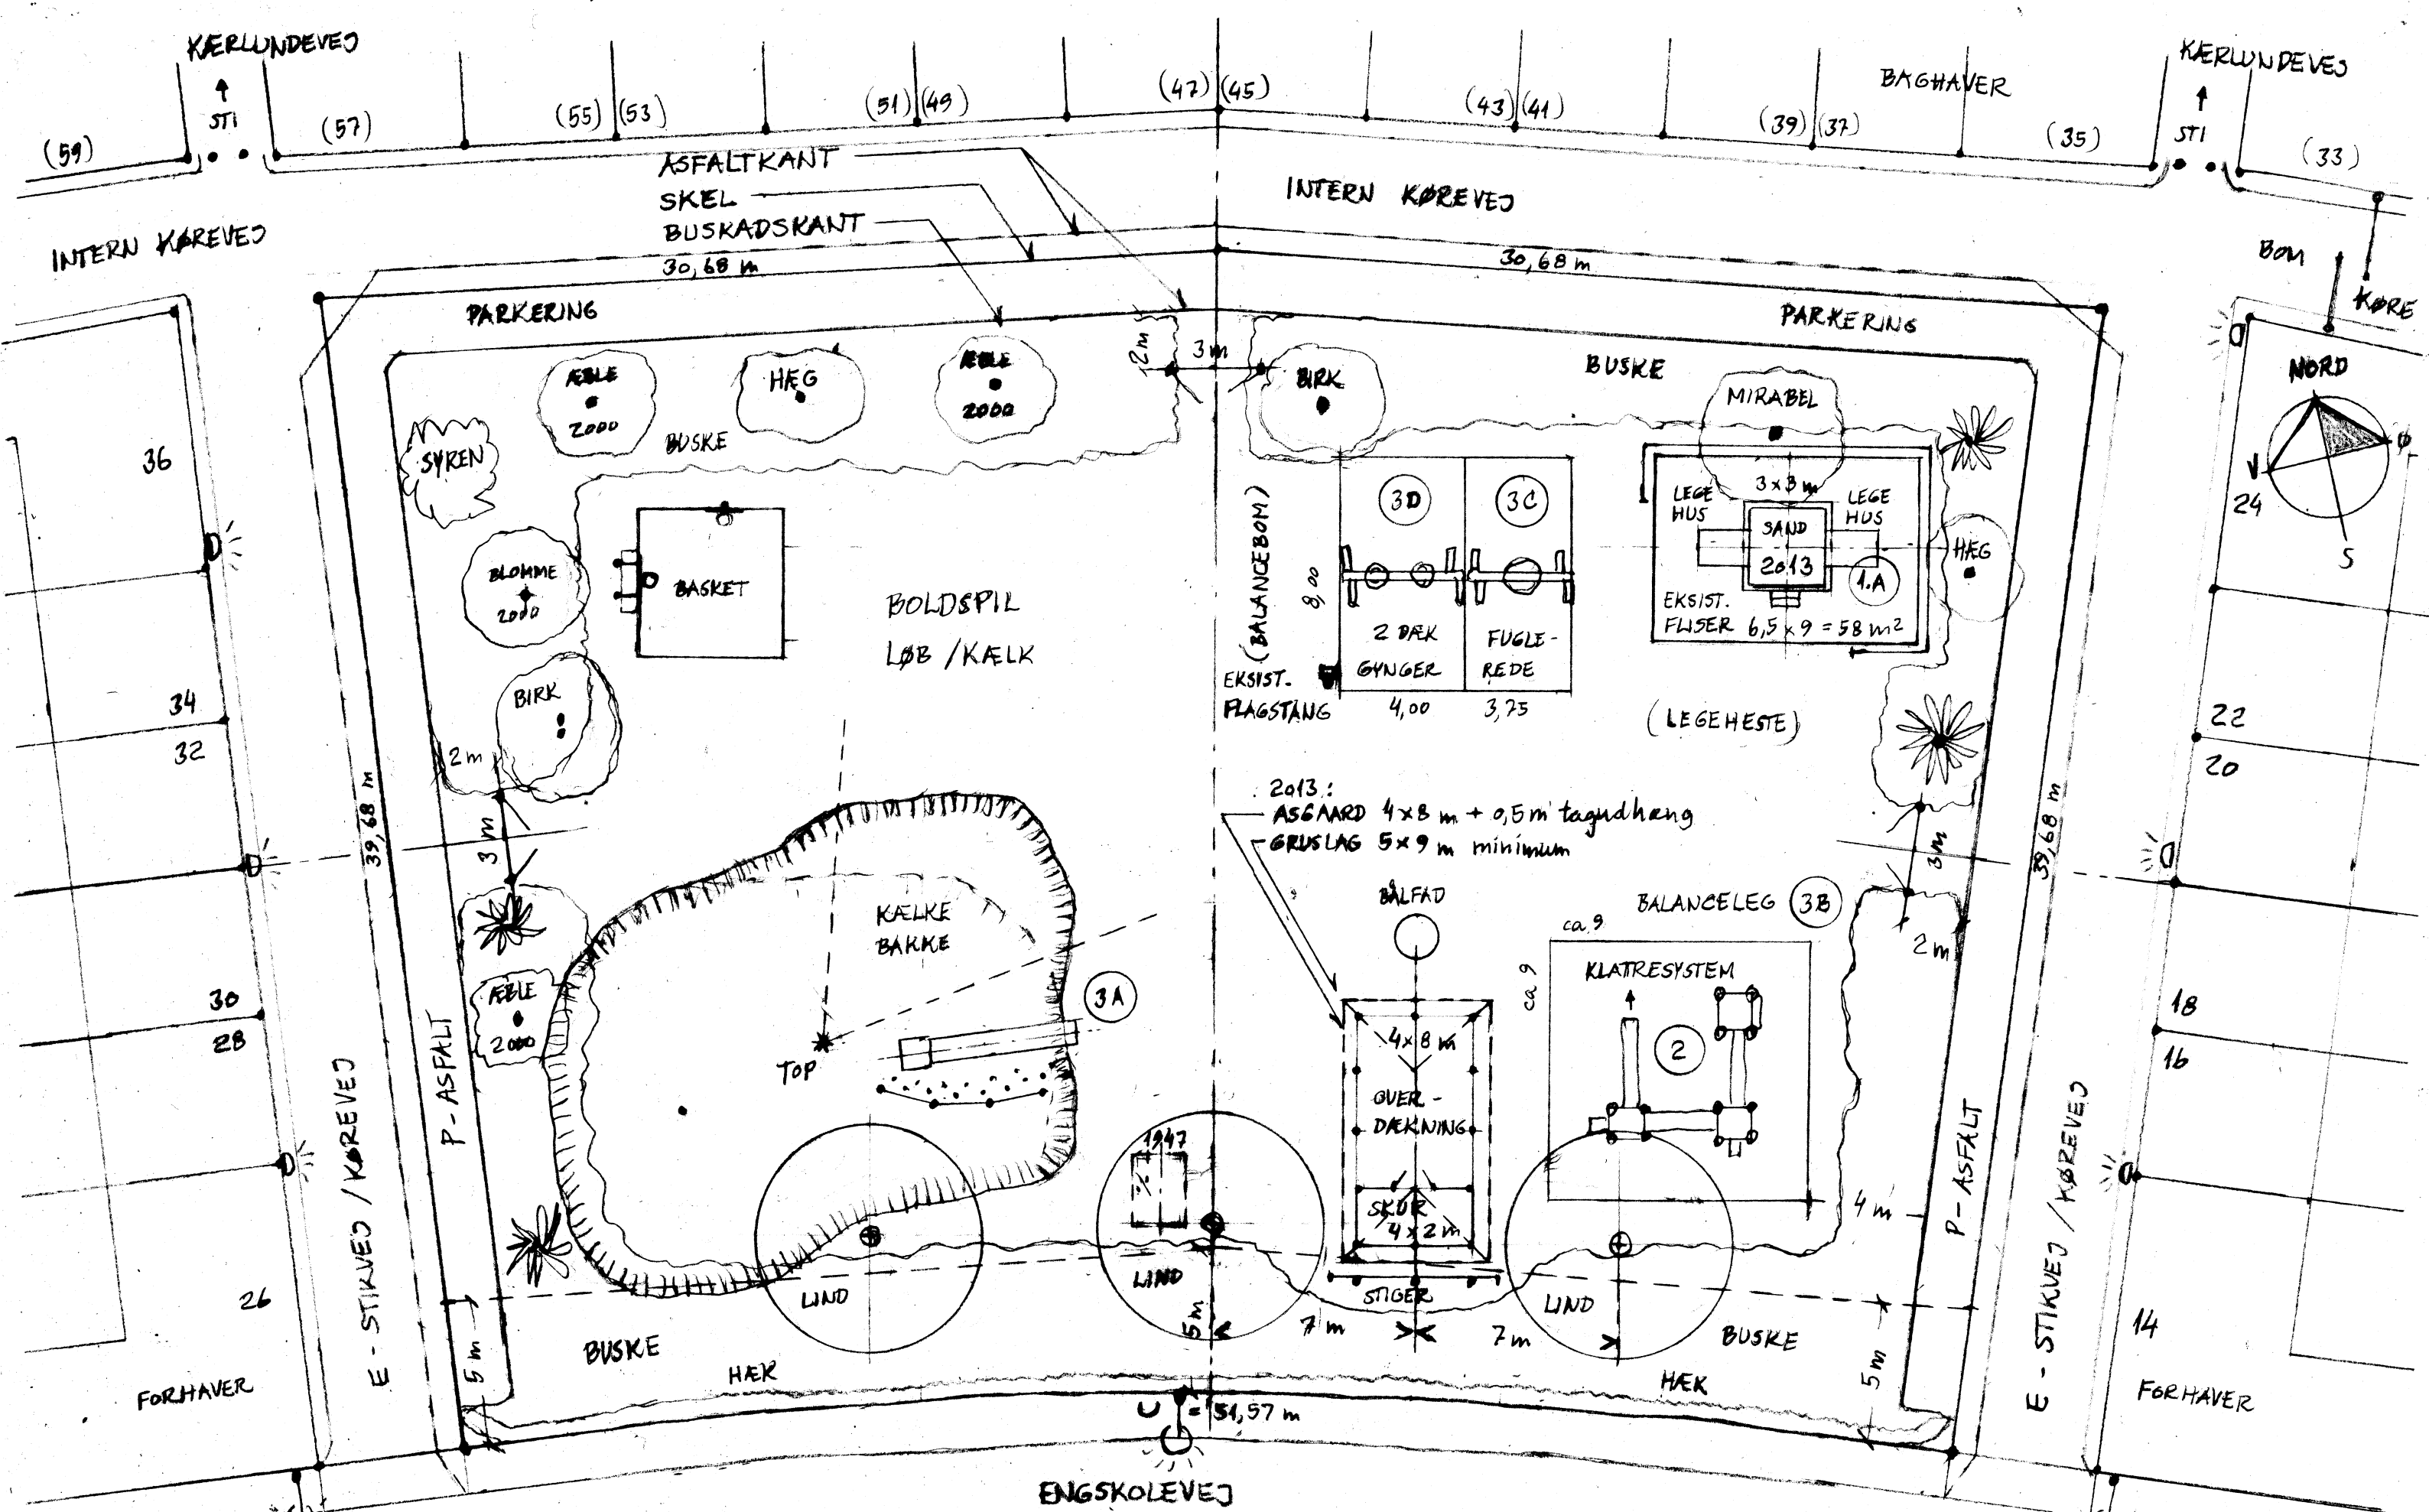 KÆRLUNDEVEJ
KÆRLUNDEVEJ
STI
STI
BAGHAVER
(59)
(57)
(55)
(53)
(51)
(49)
(47)
(45)
(43)
(41)
(39)
(37)
(35)
(33)
ASFALTKANT
SKEL
BUSKADSKANT
INTERN KØREVEJ
INTERN KØREVEJ
BOM
KØRE
30,68 m
30,68 m
PARKERING
PARKERING
2m
3m
BUSKE
NORD
Ø
V
S
ÆBLE
2000
HÆG
ÆBLE
2000
BIRK
MIRABEL
SYREN
BUSKE
36
24
3D
3C
3x3 m
LEGE
HUS
LEGE
HUS
SAND
2013
1.A
HÆG
EKSIST.
FLISER 6,5 x 9 = 58 m²
BLOMME
2000
BASKET
BOLDSPIL
LØB / KÆLK
(BALANCEBOM)
8,00
2 DÆK
GYNGER
FUGLE-
REDE
EKSIST.
FLAGSTANG
4,00
3,75
(LEGEHESTE)
BIRK
34
32
22
20
2m
3m
39,68 m
39,68 m
2013:
ASGAARD 4x8 m + 0,5m tagudhæng
GRUSLAG 5x9 m minimum
3m
2m
BÅLFAD
BALANCELEG 3B
ca 9
ca 9
KLATRESYSTEM
2
KÆLKE
BAKKE
3A
TOP
ÆBLE
2000
30
28
18
16
4x8 m
OVER-
DÆKNING
SKUR
4x2m
STIGER
1947
4 m
LIND
LIND
LIND
5m
7 m
7m
P-ASFALT
P-ASFALT
E-STIKVEJ / KØREVEJ
E-STIKVEJ / KØREVEJ
26
14
5 m
5m
BUSKE
BUSKE
HÆK
HÆK
FORHAVER
FORHAVER
= 51,57 m
ENGSKOLEVEJ